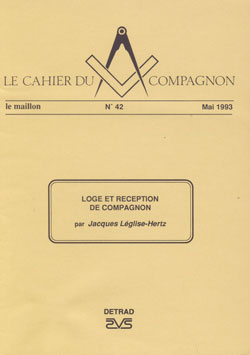 LE CAHIER DU COMPAGNON
le maillon N° 42 Mai 1993
LOGE ET RECEPTION
DE COMPAGNON
par Jacques Léglise-Hertz
DETRAD